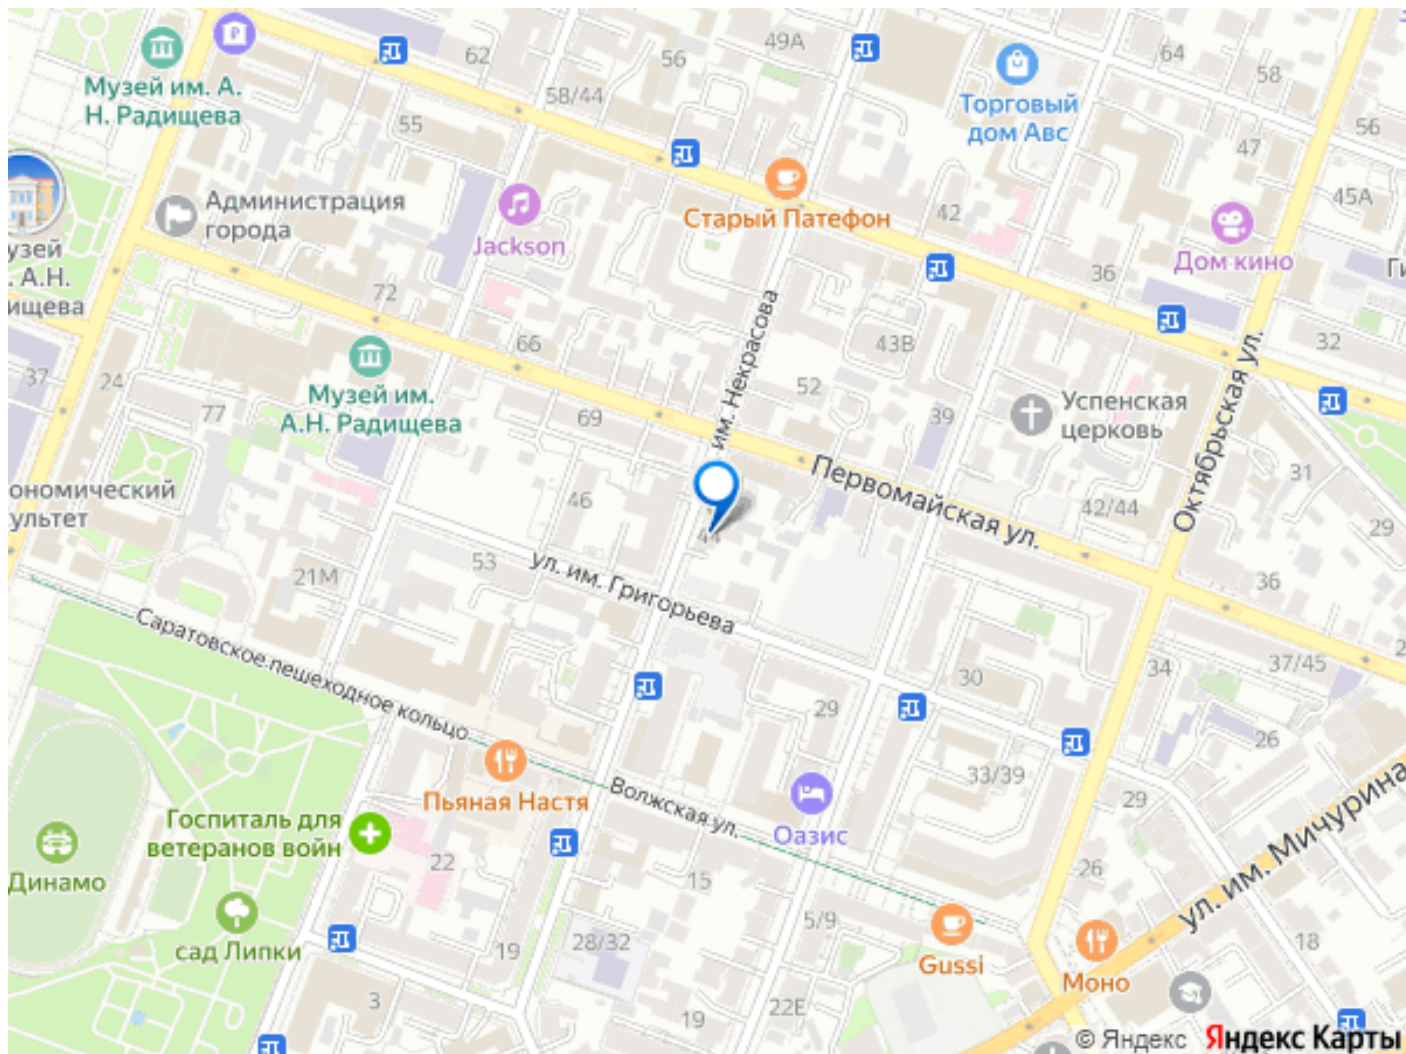 49А
62
56
64
58
Музей им. А.
Н. Радищева
58/44
Торговый
дом Авс
55
56
47
Администрация
города
45А
Старый Патефон
42
Jackson
Дом кино
узей
. А.Н.
ищева
Ги
36
72
им. Некрасова
66
43В
32
Октябрьская ул.
37
24
52
Музей им.
А.Н. Радищева
77
69
39
Успенская
церковь
Первомайская ул.
31
ономический
ультет
46
42/44
29
44
53
ул. им. Григорьева
21М
36
Саратовское пешеходное кольцо
37/45
2
34
30
29
26
33/39
29
ул. им. Мичурина
Пьяная Настя
Волжская ул.
Госпиталь для
ветеранов войн
Оазис
22
26
Динамо
15
5/9
сад Липки
19
28/32
18
Gussi
Моно
3
22Е
19
© Яндекс Яндекс Карты